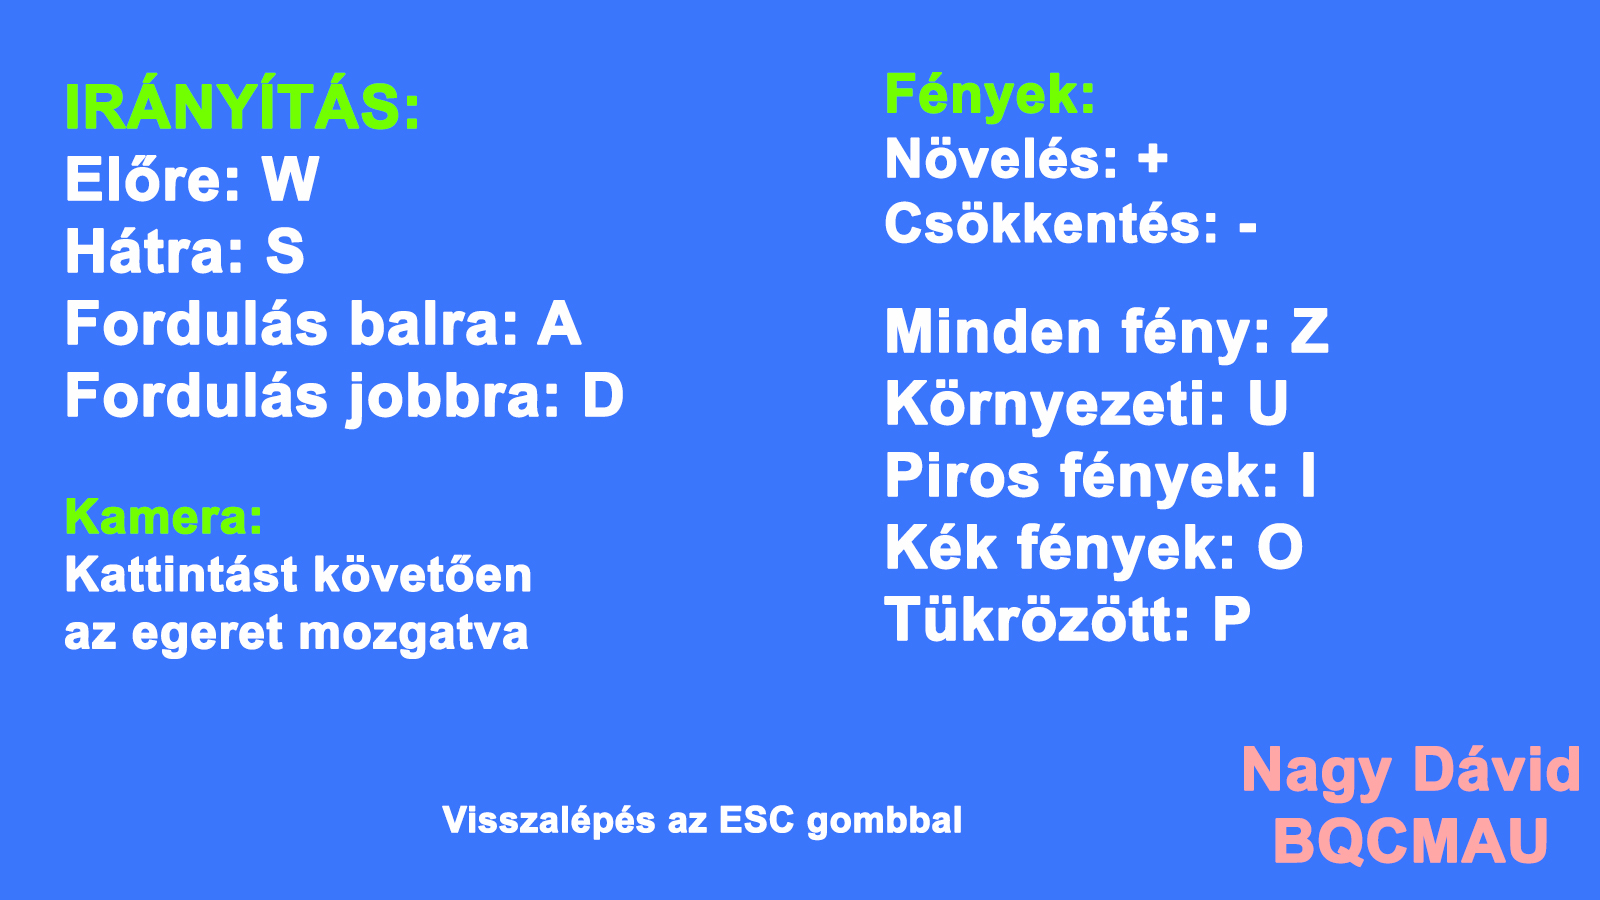 IRÁNYÍTÁS:
Előre: W
Hátra: S
Fordulás balra: A
Fordulás jobbra: D
Kamera:
Kattintást követően
az egeret mozgatva
Fények:
Növelés: +
Csökkentés: -
Minden fény: Z
Környezeti: U
Piros fények: I
Kék fények: O
Tükrözött: P
Visszalépés az ESC gombbal
Nagy Dávid
BQCMAU